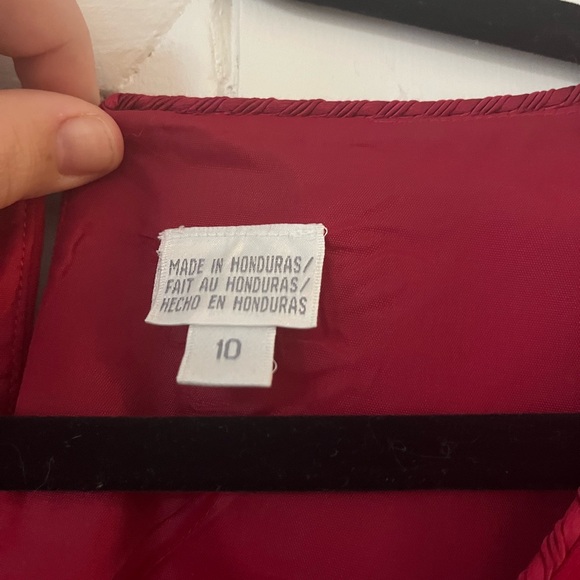 MADE IN HONDURAS/
FAIT AU HONDURAS/
HECHO EN HONDURAS
10